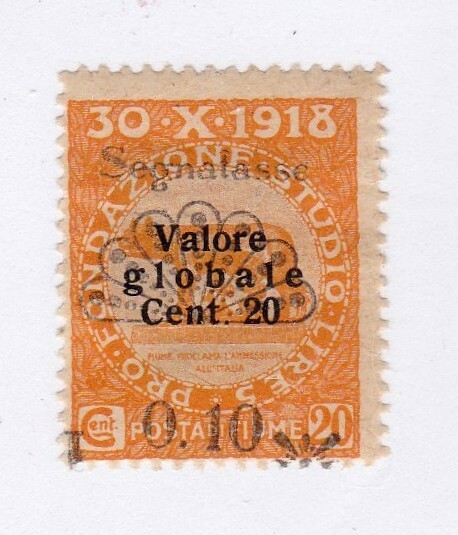 30 · X · 1918
Segnatasse
PRO · FONDAZIONE STUDIO · LIRE 5
Valore
globale
Cent. 20
FIUME PROCLAMA L'ANNESSIONE
ALL'ITALIA
L 0.10
Cent. POSTA DI FIUME 20